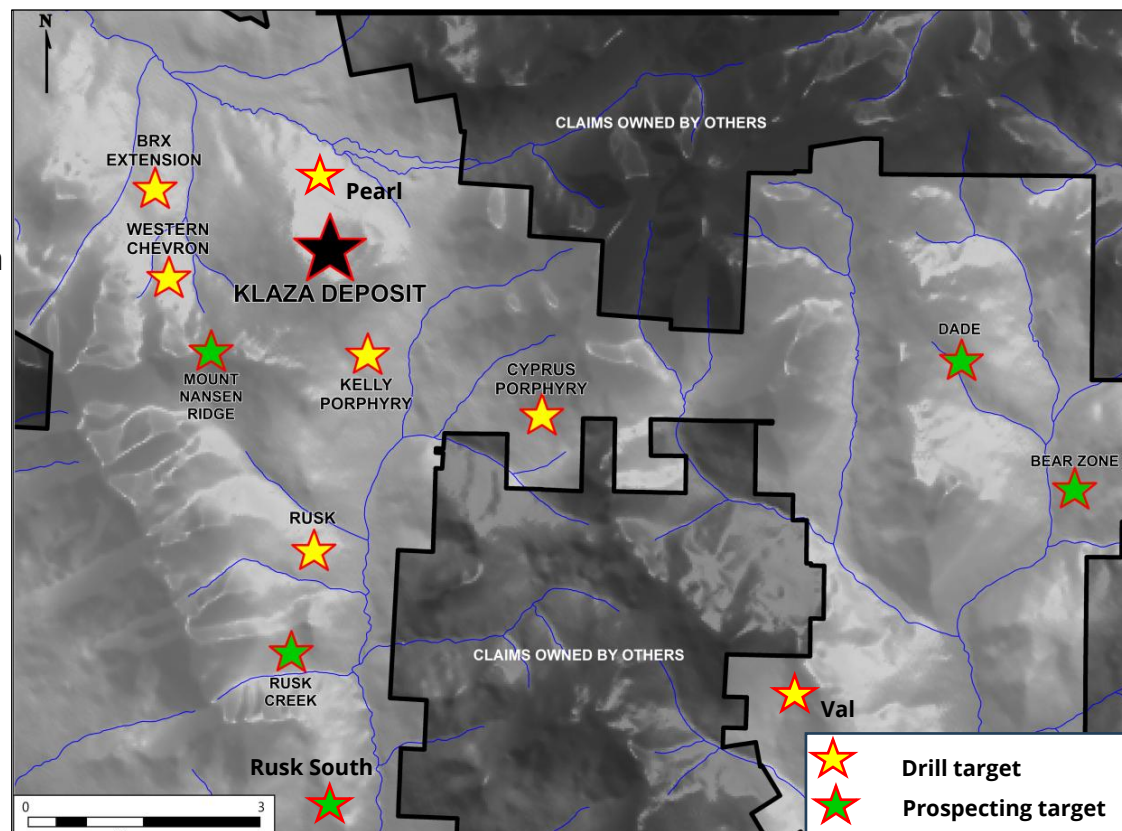 N
CLAIMS OWNED BY OTHERS
BRX
EXTENSION
Pearl
WESTERN
CHEVRON
KLAZA DEPOSIT
MOUNT
NANSEN
RIDGE
KELLY
PORPHYRY
CYPRUS
PORPHYRY
DADE
BEAR ZONE
RUSK
CLAIMS OWNED BY OTHERS
RUSK
CREEK
Val
Rusk South
0 3
Drill target
Prospecting target